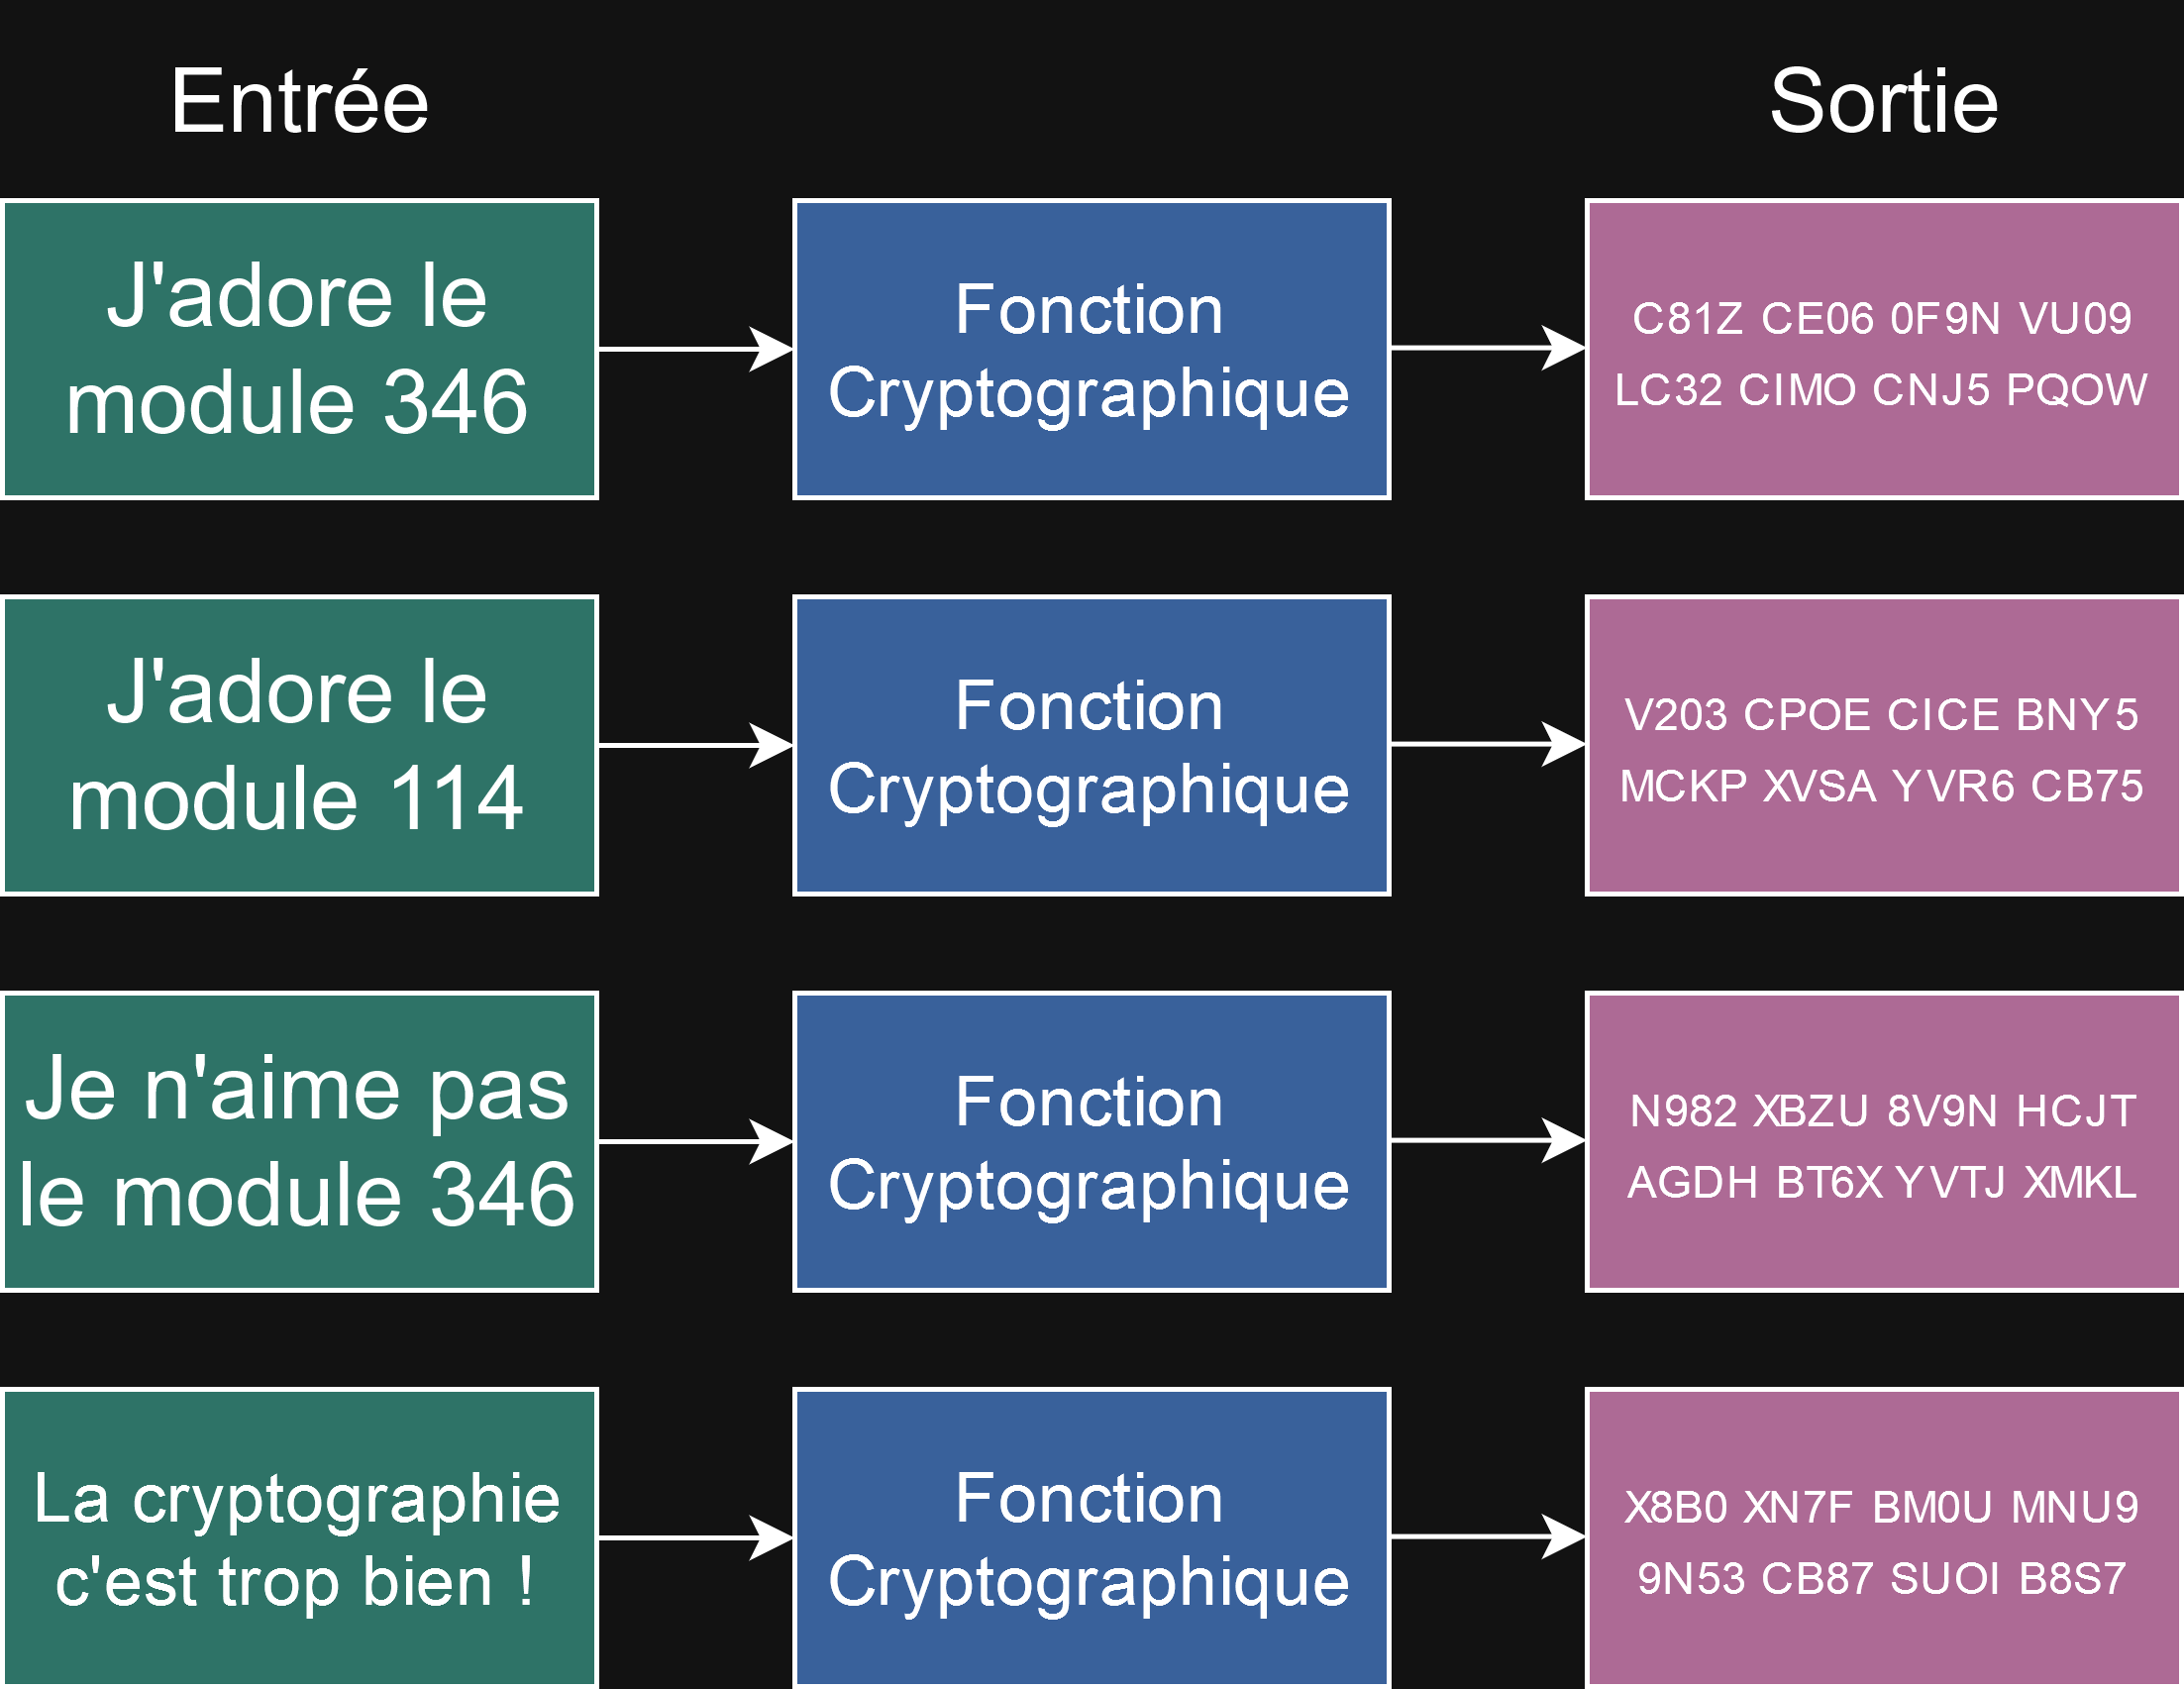 Entrée
Sortie
J'adore le
module 346
Fonction
Cryptographique
C81Z CE06 0F9N VU09
LC32 CIMO CNJ5 PQOW
J'adore le
module 114
Fonction
Cryptographique
V203 CPOE CICE BNY5
MCKP XVSA YVR6 CB75
Je n'aime pas
le module 346
Fonction
Cryptographique
N982 XBZU 8V9N HCJT
AGDH BT6X YVTJ XMKL
La cryptographie
c'est trop bien !
Fonction
Cryptographique
X8B0 XN7F BM0U MNU9
9N53 CB87 SUOI B8S7